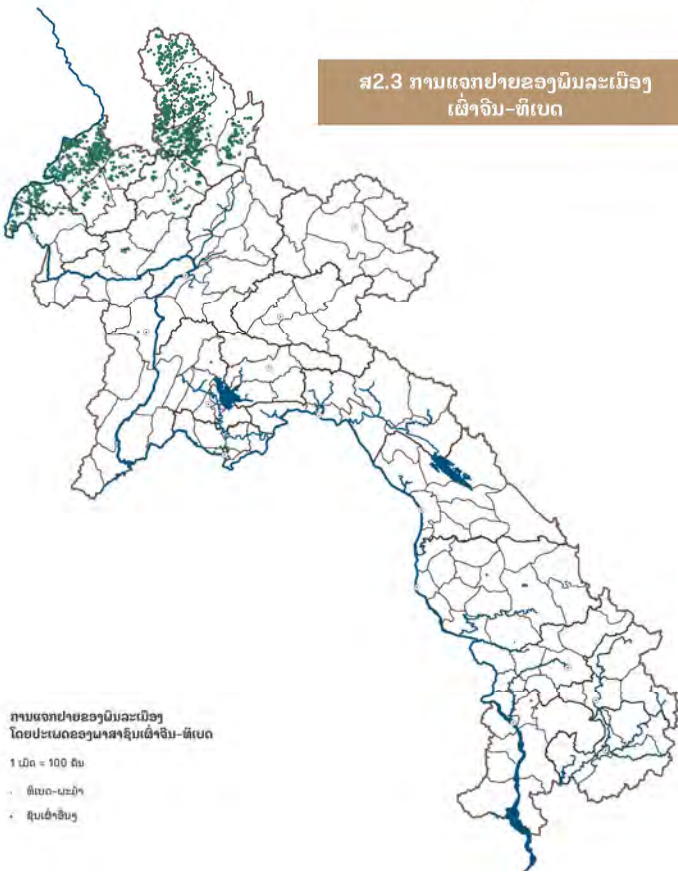 ສ2.3 ການແຈກຢາຍຂອງພົນລະເມືອງ
ເຜົ່າຈີນ-ທິເບດ
ການແຈກຢາຍຂອງພົນລະເມືອງ
ໂດຍປະເພດຂອງພາສາຊົນເຜົ່າຈີນ-ທິເບດ
1 ເມັດ = 100 ຄົນ
ທິເບດ-ພະມ້າ
ຊົນເຜົ່າອື່ນໆ